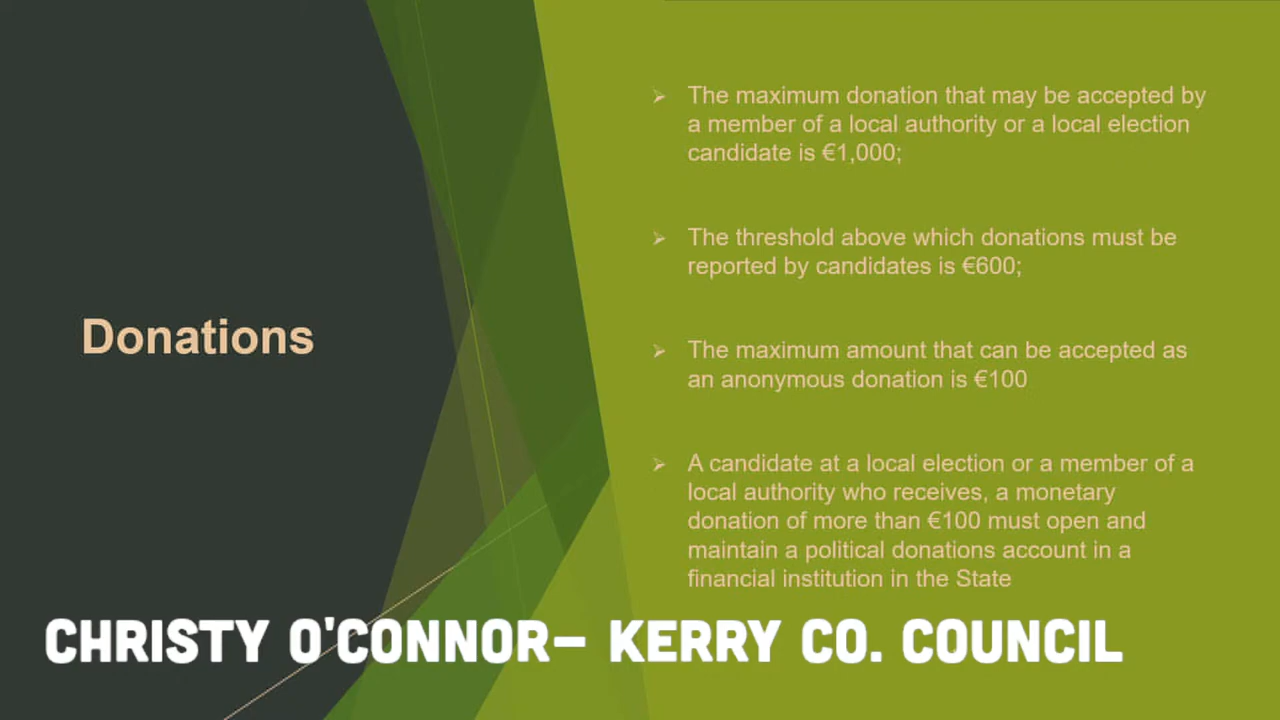 Donations
➢ The maximum donation that may be accepted by
a member of a local authority or a local election
candidate is €1,000;
➢ The threshold above which donations must be
reported by candidates is €600;
➢ The maximum amount that can be accepted as
an anonymous donation is €100
➢ A candidate at a local election or a member of a
local authority who receives, a monetary
donation of more than €100 must open and
maintain a political donations account in a
financial institution in the State
CHRISTY O'CONNOR– KERRY CO. COUNCIL